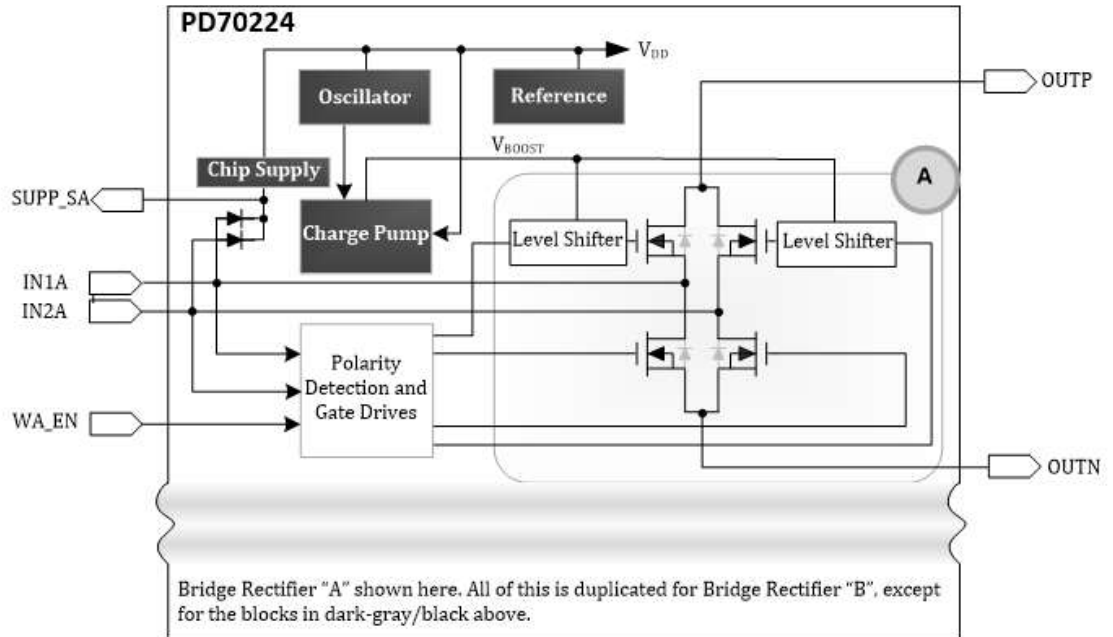 PD70224
V_DD
Oscillator
Reference
OUTP
V_BOOST
Chip Supply
A
SUPP_SA
Charge Pump
Level Shifter
Level Shifter
IN1A
IN2A
Polarity
Detection and
Gate Drives
WA_EN
OUTN
Bridge Rectifier "A" shown here. All of this is duplicated for Bridge Rectifier "B", except
for the blocks in dark-gray/black above.